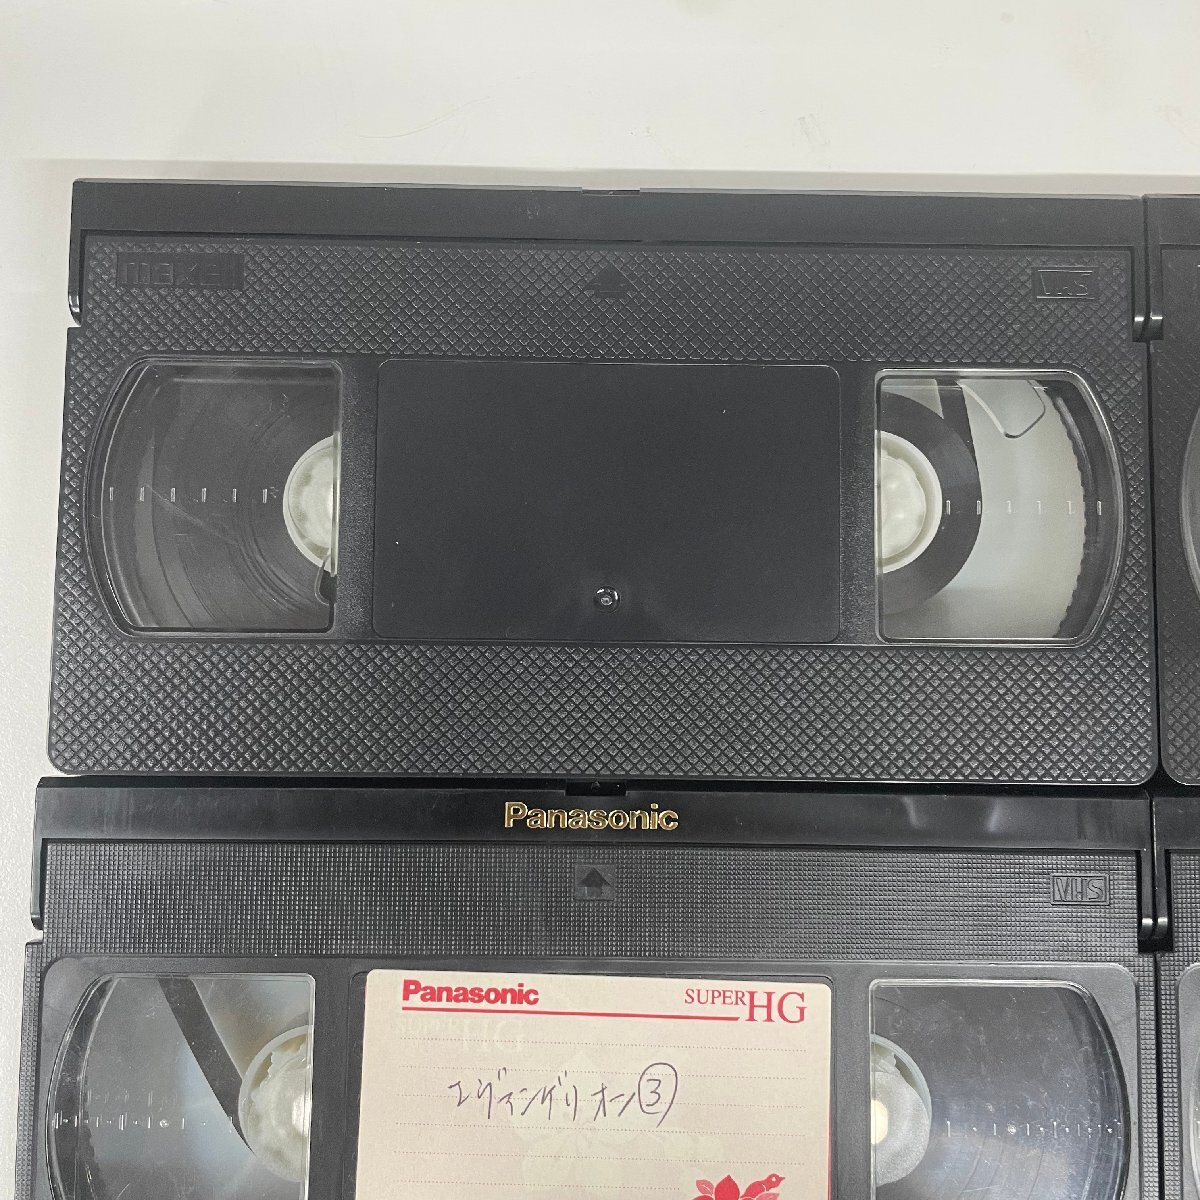 maxell
VHS
Panasonic
VHS
Panasonic SUPER HG
エヴァンゲリオン③